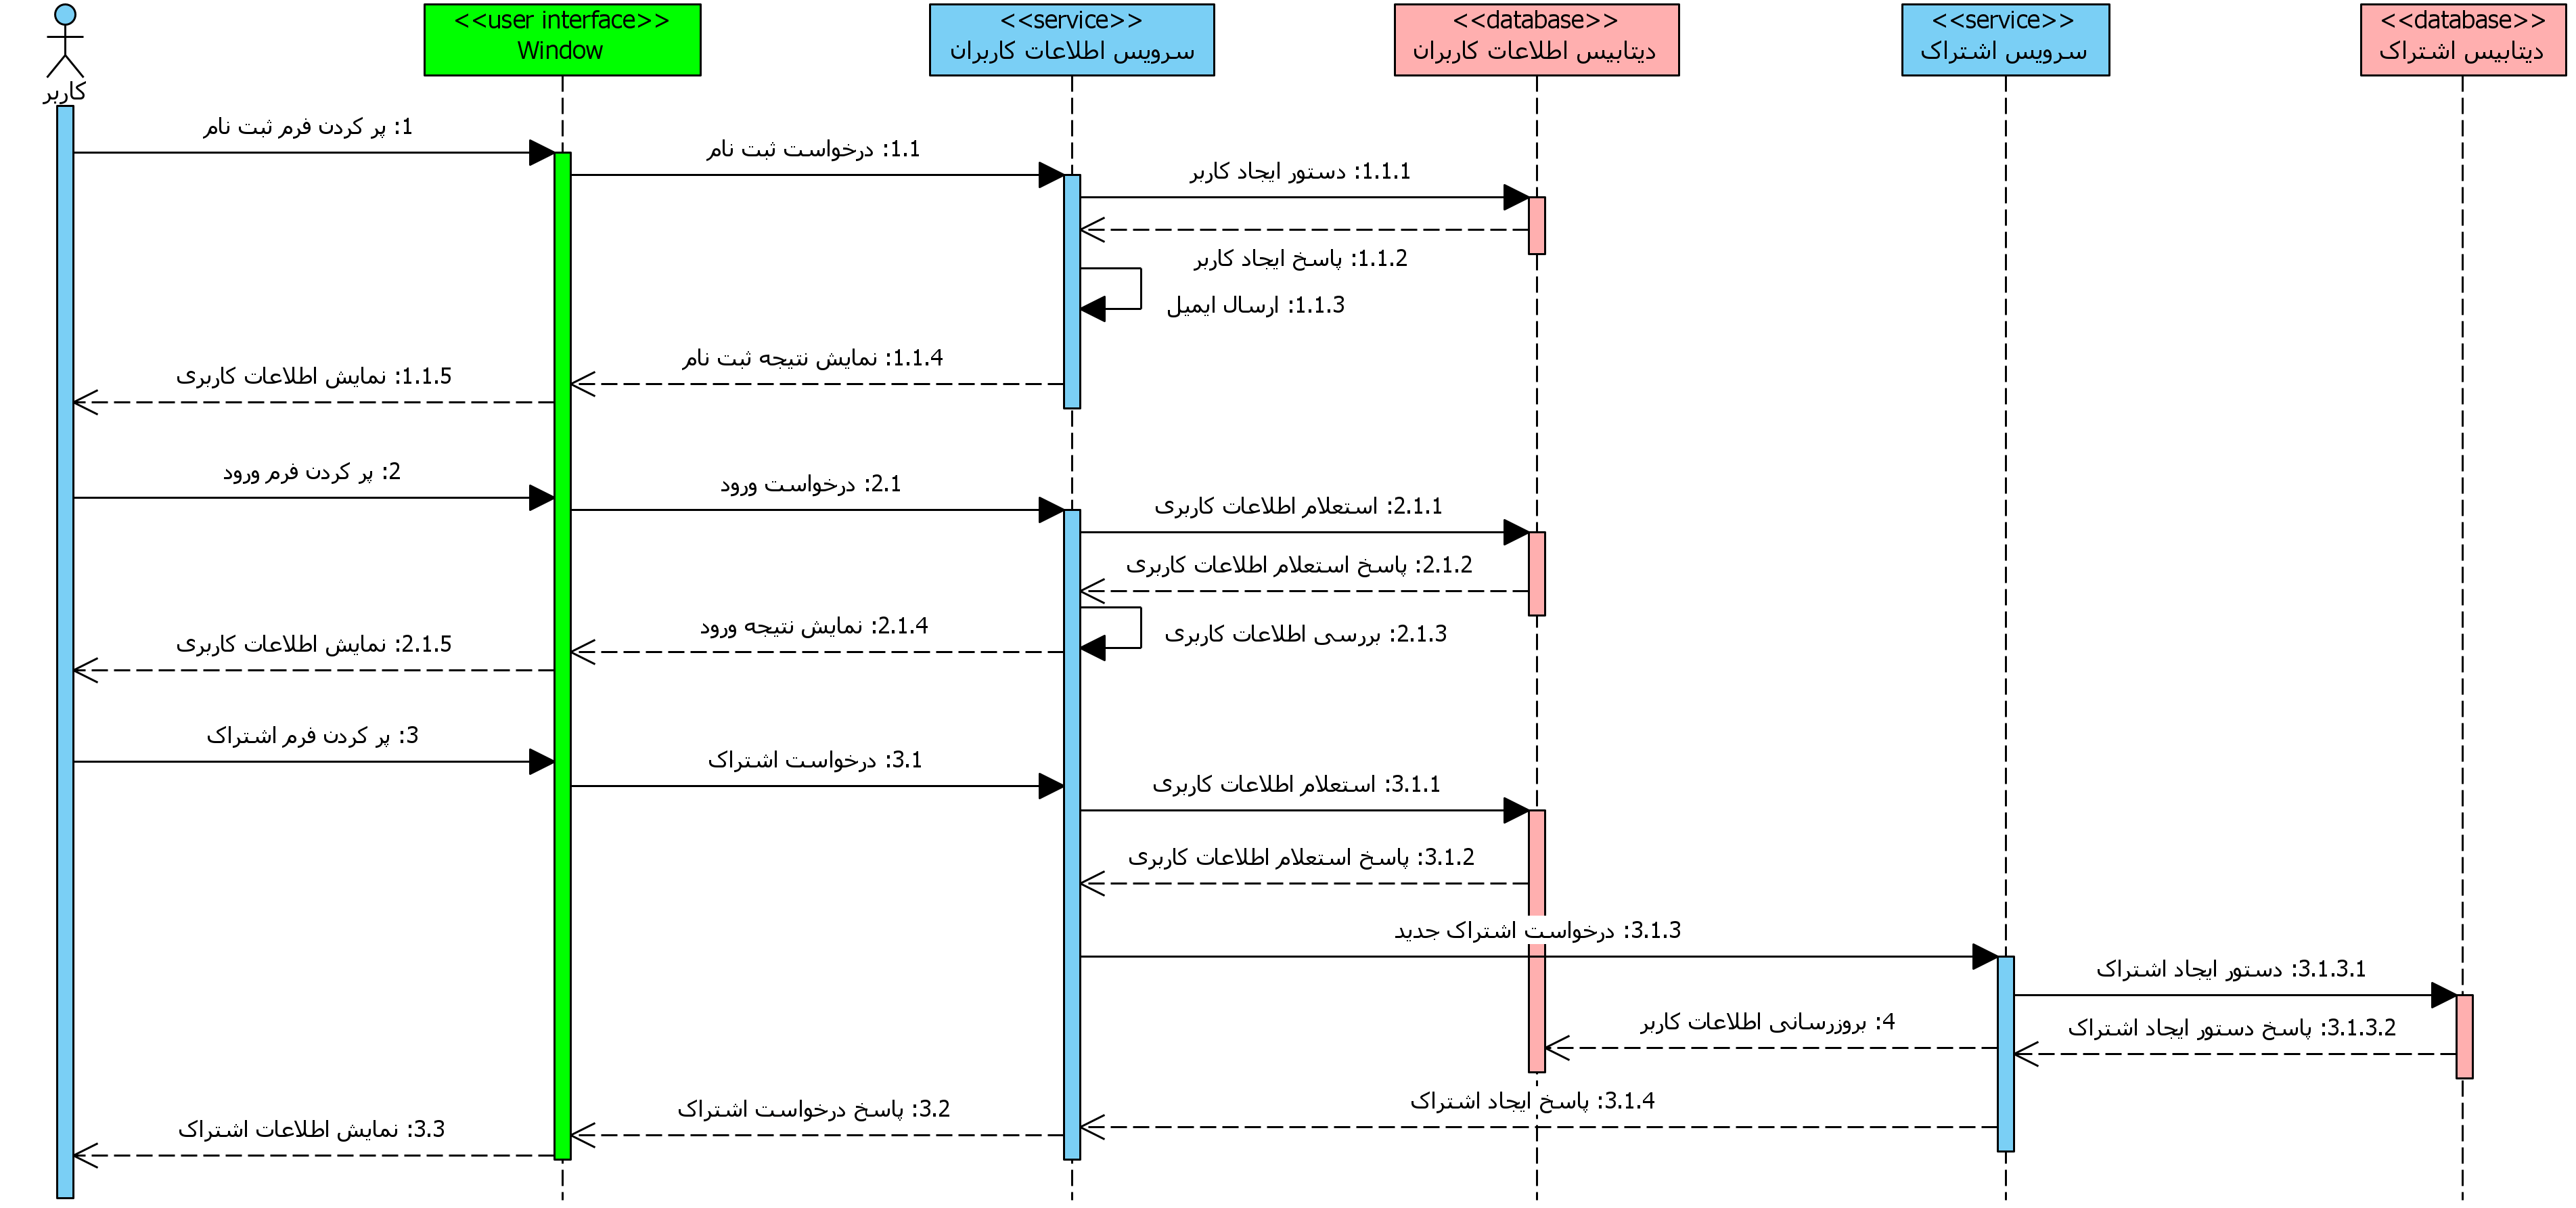 <<user interface>>
Window
<<service>>
سرویس اطلاعات کاربران
<<database>>
دیتابیس اطلاعات کاربران
<<service>>
سرویس اشتراک
<<database>>
دیتابیس اشتراک
کاربر
1: پر کردن فرم ثبت نام
1.1: درخواست ثبت نام
1.1.1: دستور ایجاد کاربر
1.1.2: پاسخ ایجاد کاربر
1.1.3: ارسال ایمیل
1.1.4: نمایش نتیجه ثبت نام
1.1.5: نمایش اطلاعات کاربری
2: پر کردن فرم ورود
2.1: درخواست ورود
2.1.1: استعلام اطلاعات کاربری
2.1.2: پاسخ استعلام اطلاعات کاربری
2.1.3: بررسی اطلاعات کاربری
2.1.4: نمایش نتیجه ورود
2.1.5: نمایش اطلاعات کاربری
3: پر کردن فرم اشتراک
3.1: درخواست اشتراک
3.1.1: استعلام اطلاعات کاربری
3.1.2: پاسخ استعلام اطلاعات کاربری
3.1.3: درخواست اشتراک جدید
3.1.3.1: دستور ایجاد اشتراک
4: بروزرسانی اطلاعات کاربر
3.1.3.2: پاسخ دستور ایجاد اشتراک
3.1.4: پاسخ ایجاد اشتراک
3.2: پاسخ درخواست اشتراک
3.3: نمایش اطلاعات اشتراک